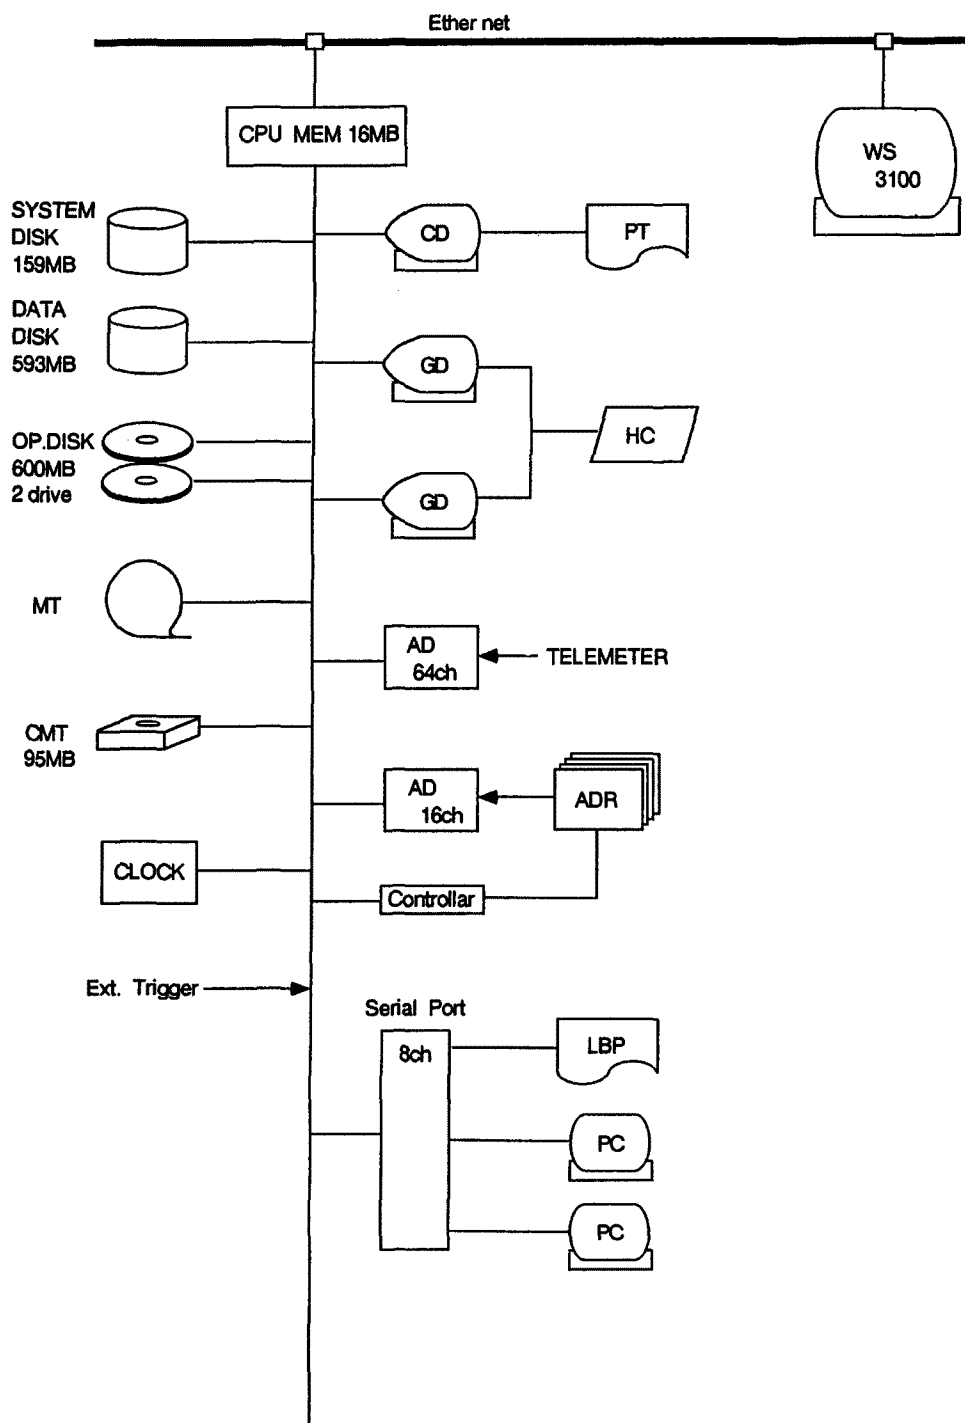 Ether net
CPU MEM 16MB
WS
3100
SYSTEM
DISK
159MB
CD
PT
DATA
DISK
593MB
GD
HC
OP.DISK
600MB
2 drive
GD
MT
AD
64ch
TELEMETER
CMT
95MB
AD
16ch
ADR
CLOCK
Controllar
Ext. Trigger
Serial Port
8ch
LBP
PC
PC